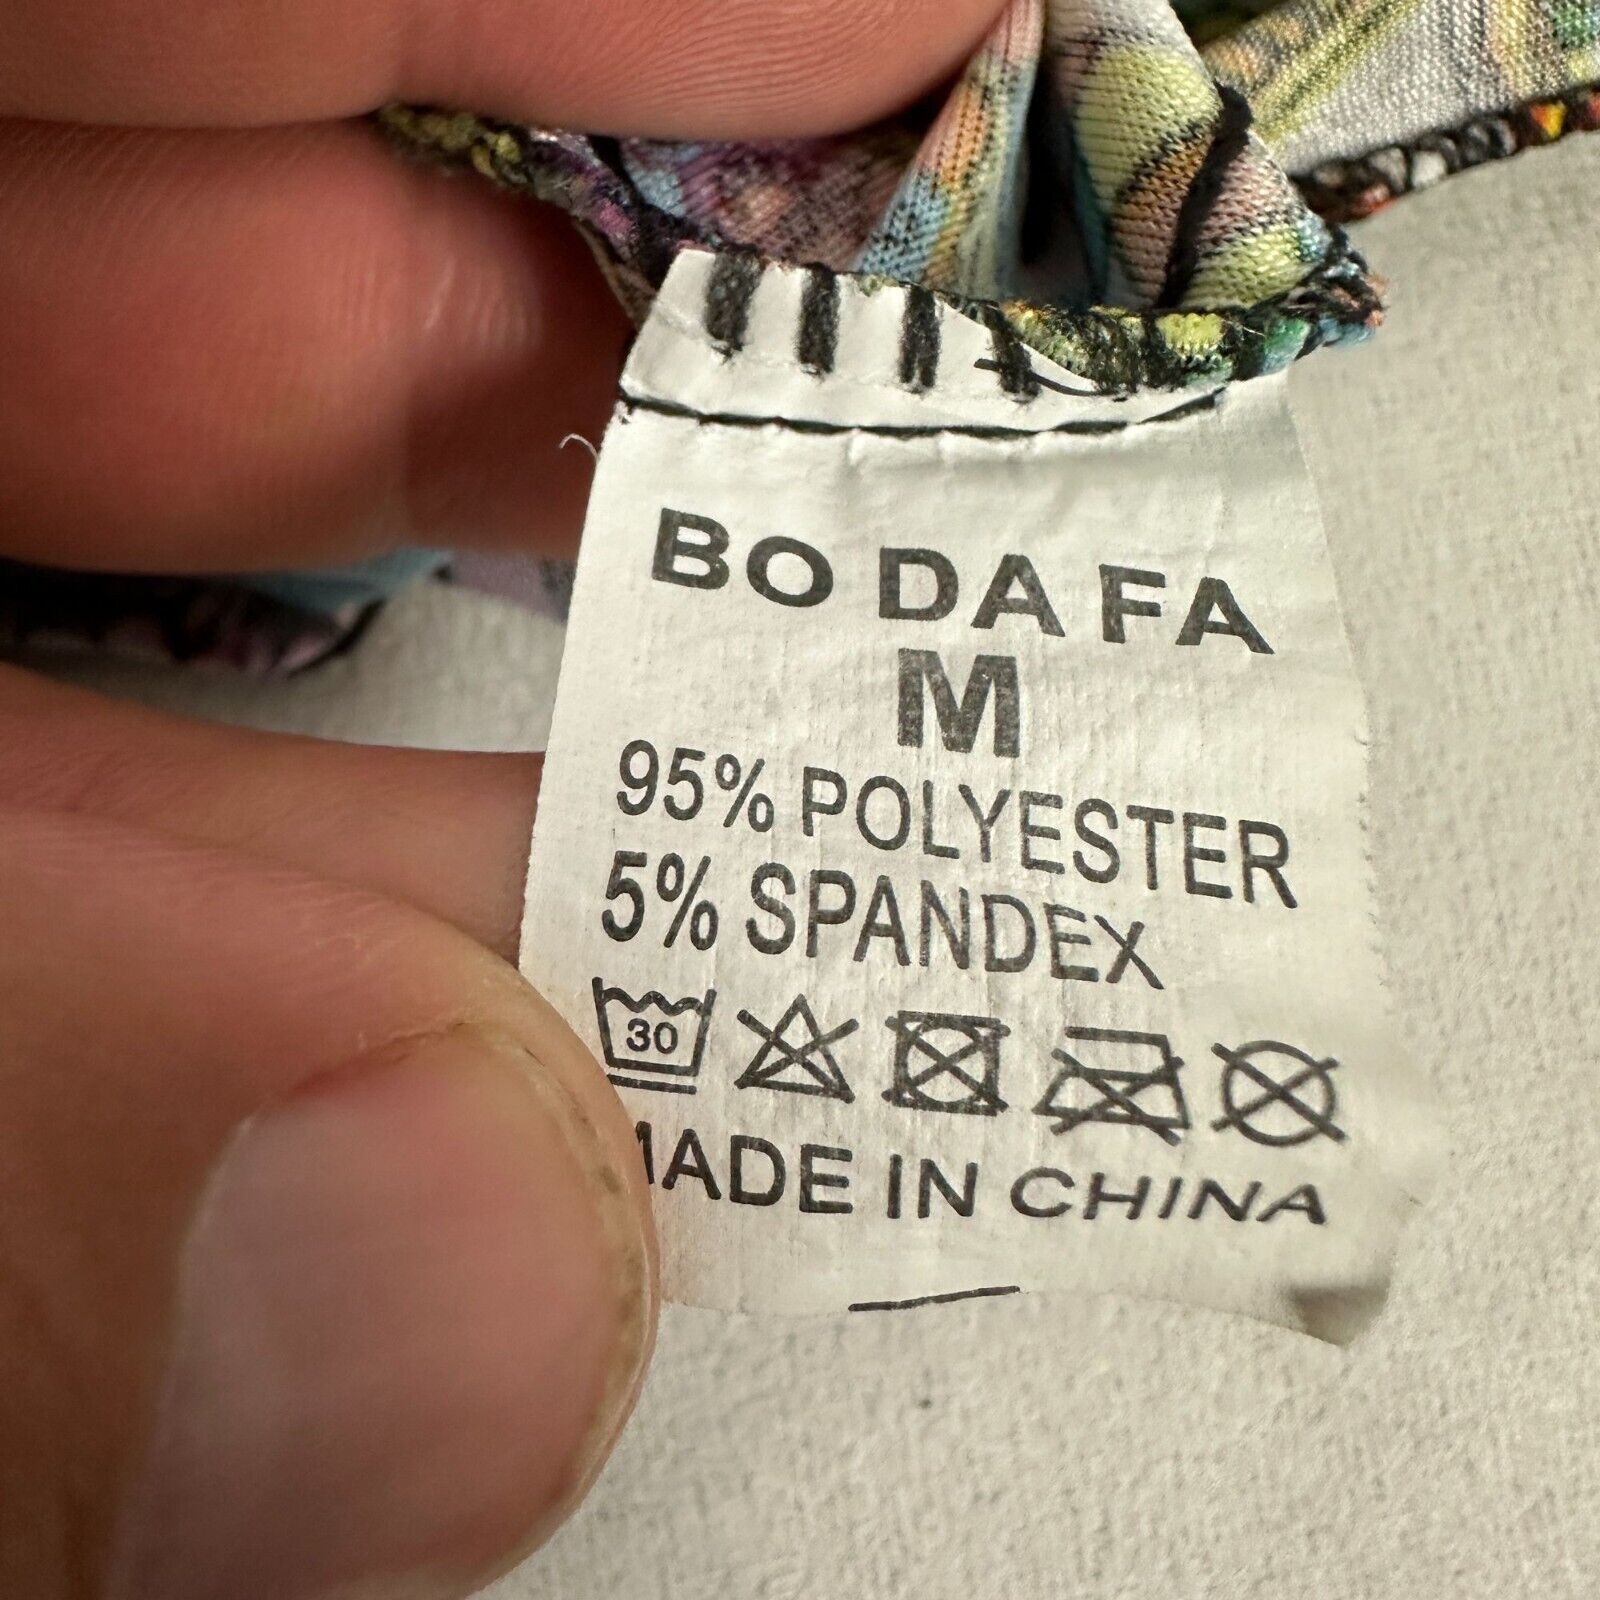 BO DA FA
M
95% POLYESTER
5% SPANDEX
30
MADE IN CHINA